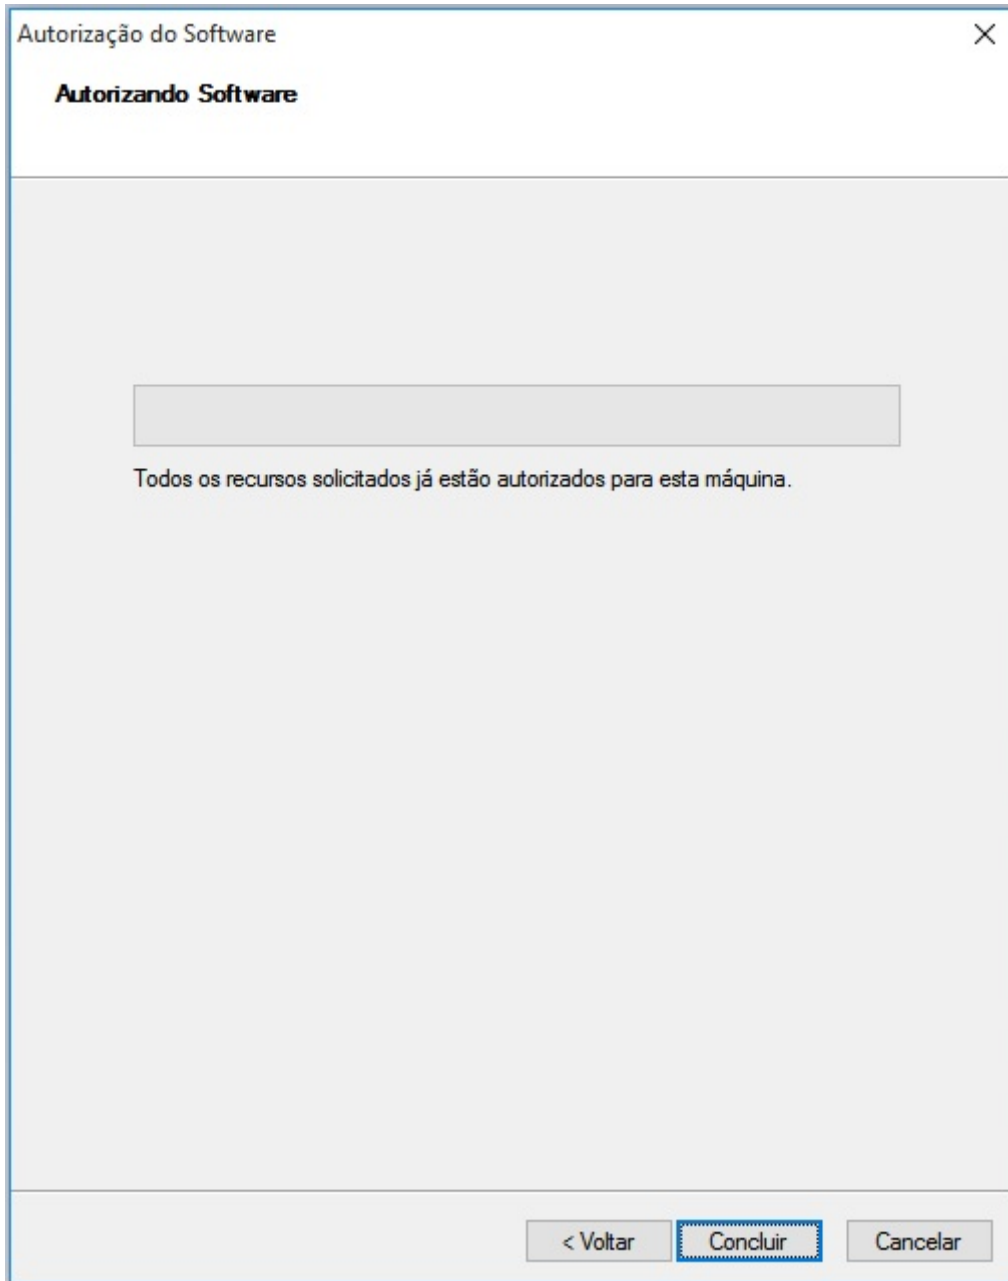 Autorização do Software
Autorizando Software
Todos os recursos solicitados já estão autorizados para esta máquina.
< Voltar
Concluir
Cancelar